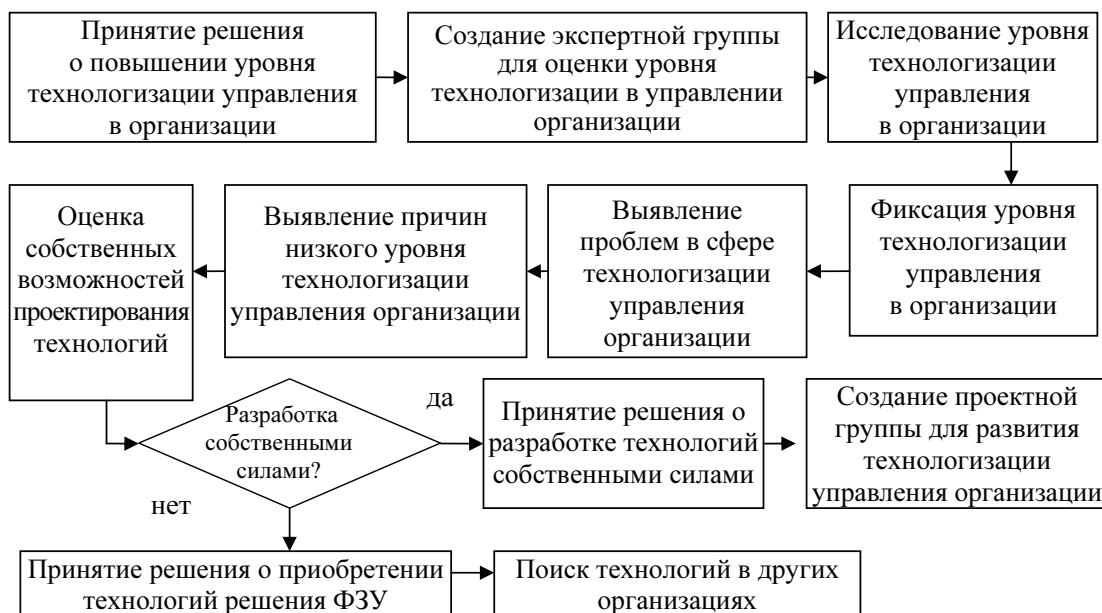 Принятие решения
о повышении уровня
технологизации управления
в организации
Создание экспертной группы
для оценки уровня
технологизации в управлении
организации
Исследование уровня
технологизации
управления
в организации
Фиксация уровня
технологизации
управления
в организации
Выявление
проблем в сфере
технологизации
управления
организации
Выявление причин
низкого уровня
технологизации
управления организации
Оценка
собственных
возможностей
проектирования
технологий
Разработка
собственными
силами?
да
Принятие решения о
разработке технологий
собственными силами
Создание проектной
группы для развития
технологизации
управления организации
нет
Принятие решения о приобретении
технологий решения ФЗУ
Поиск технологий в других
организациях